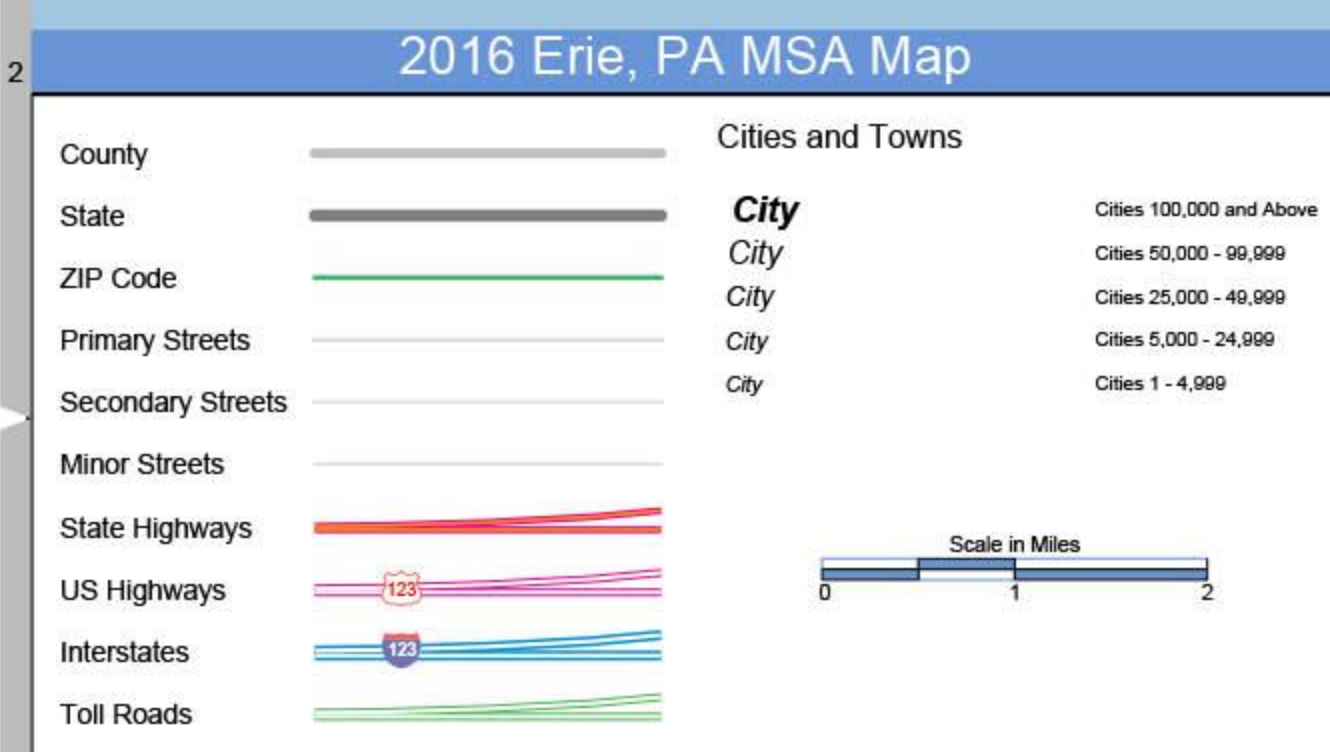 2
2016 Erie, PA MSA Map
County
State
ZIP Code
Primary Streets
Secondary Streets
Minor Streets
State Highways
US Highways
123
Interstates
123
Toll Roads
Cities and Towns
City Cities 100,000 and Above
City Cities 50,000 - 99,999
City Cities 25,000 - 49,999
City Cities 5,000 - 24,999
City Cities 1 - 4,999
Scale in Miles
0 1 2